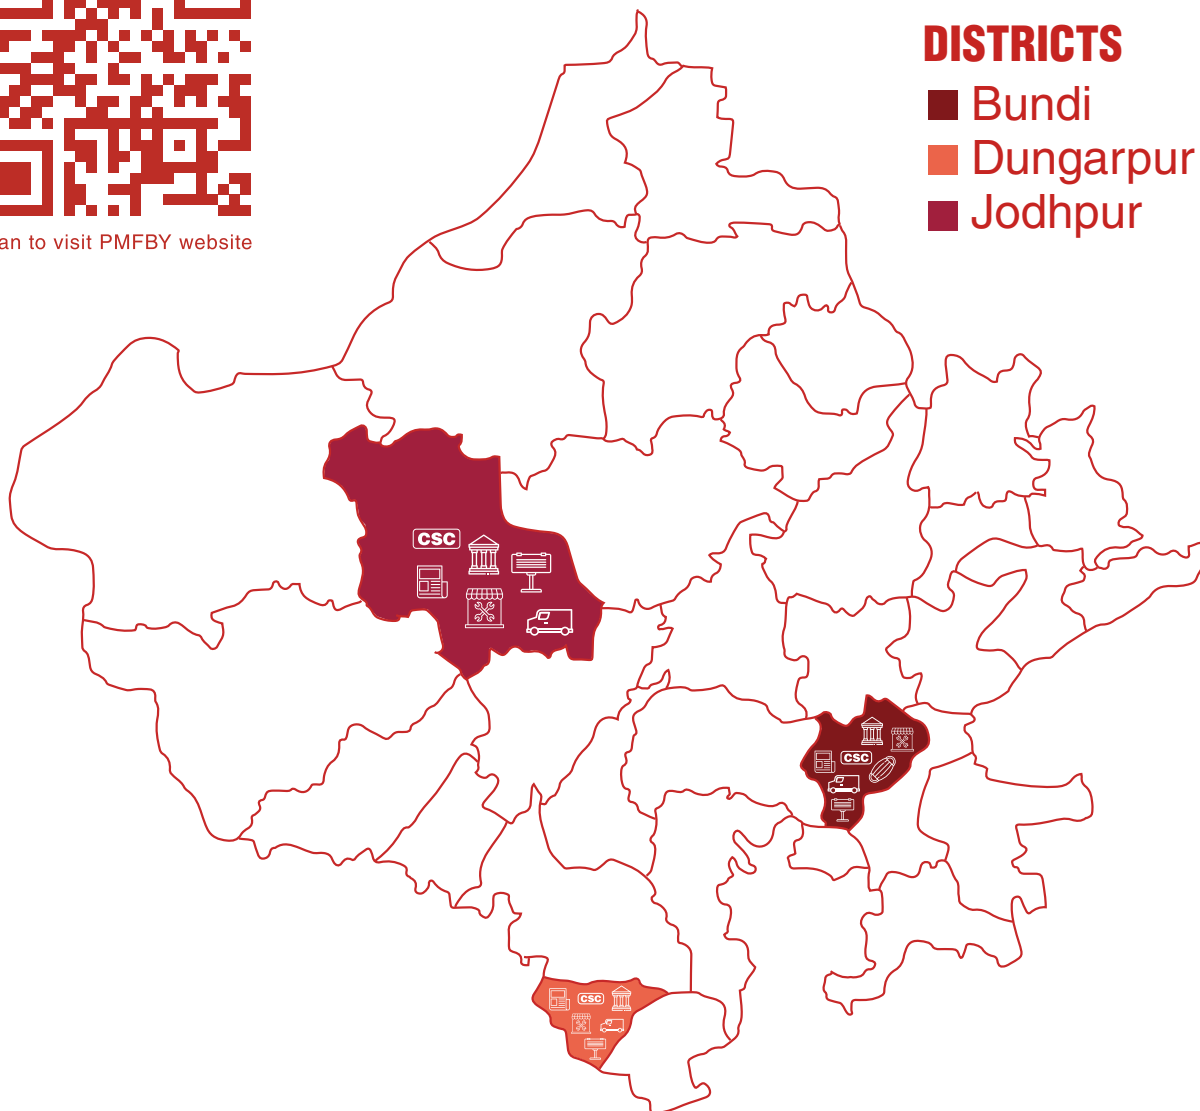 an to visit PMFBY website
DISTRICTS
Bundi
Dungarpur
Jodhpur
CSC
CSC
CSC